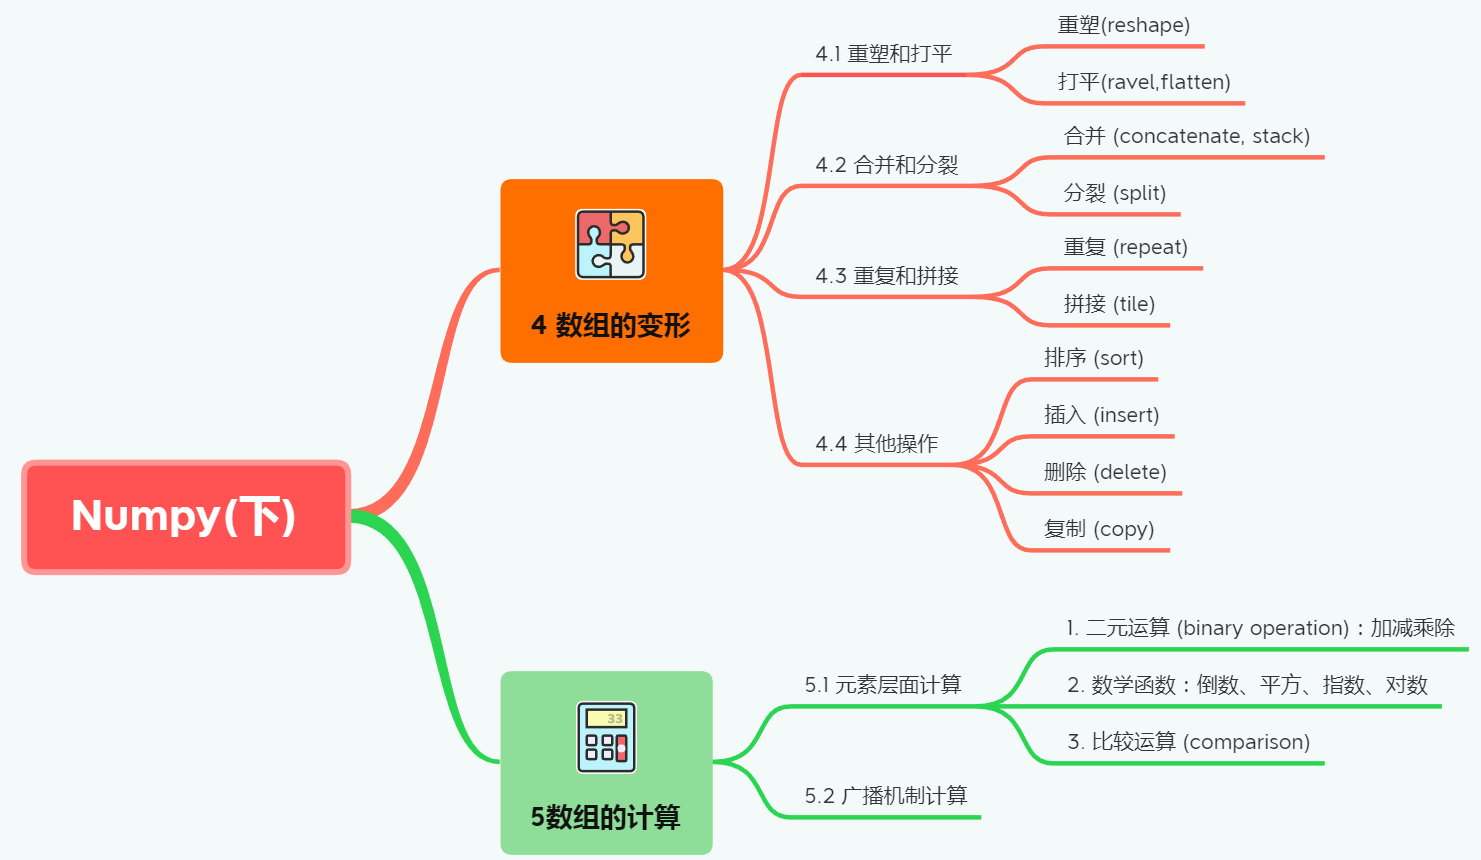 Numpy(下)
4 数组的变形
4.1 重塑和打平
重塑(reshape)
打平(ravel,flatten)
4.2 合并和分裂
合并 (concatenate, stack)
分裂 (split)
4.3 重复和拼接
重复 (repeat)
拼接 (tile)
4.4 其他操作
排序 (sort)
插入 (insert)
删除 (delete)
复制 (copy)
33
5数组的计算
5.1 元素层面计算
1. 二元运算 (binary operation)：加减乘除
2. 数学函数：倒数、平方、指数、对数
3. 比较运算 (comparison)
5.2 广播机制计算